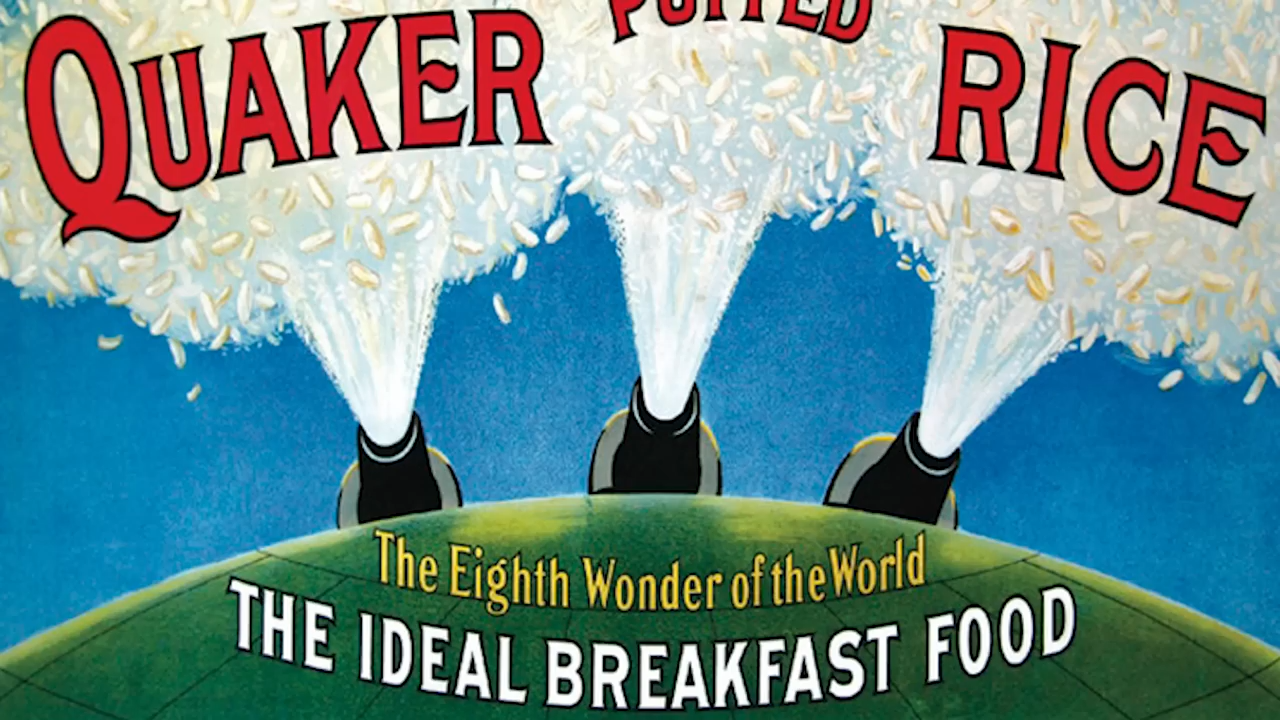 QUAKER PUFFED RICE
The Eighth Wonder of the World
THE IDEAL BREAKFAST FOOD